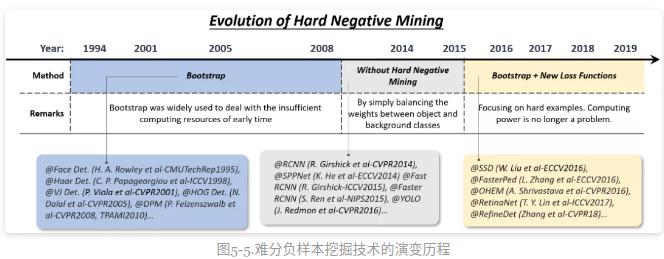 Evolution of Hard Negative Mining
Year: 1994 2001 2005 2008 2014 2015 2016 2017 2018 2019
Method Bootstrap Without Hard Negative Mining Bootstrap + New Loss Functions
Remarks
Bootstrap was widely used to deal with the insufficient
computing resources of early time
By simply balancing the
weights between object and
background classes
Focusing on hard examples. Computing
power is no longer a problem.
@Face Det. (H. A. Rowley et al-CMUTechRep1995),
@Haar Det. (C. P. Papageorgiou et al-ICCV1998),
@VJ Det. (P. Viola et al-CVPR2001), @HOG Det. (N.
Dalal et al-CVPR2005), @DPM (P. Felzenszwalb et
al-CVPR2008, TPAMI2010)...
@RCNN (R. Girshick et al-CVPR2014),
@SPPNet (K. He et al-ECCV2014) @Fast
RCNN (R. Girshick-ICCV2015), @Faster
RCNN (S. Ren et al-NIPS2015), @YOLO
(J. Redmon et al-CVPR2016)...
@SSD (W. Liu et al-ECCV2016),
@FasterPed (L. Zhang et al-ECCV2016),
@OHEM (A. Shrivastava et al-CVPR2016),
@RetinaNet (T. Y. Lin et al-ICCV2017),
@RefineDet (Zhang et al-CVPR18)...
图5-5.难分负样本挖掘技术的演变历程